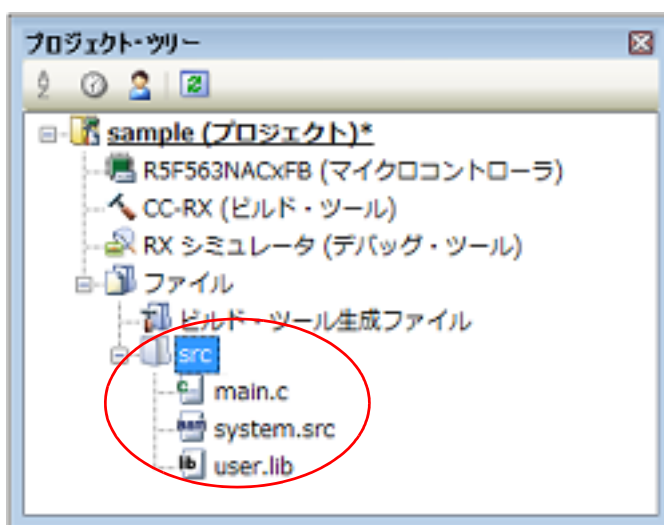 プロジェクト・ツリー
sample (プロジェクト)*
R5F563NACxFB (マイクロコントローラ)
CC-RX (ビルド・ツール)
RX シミュレータ (デバッグ・ツール)
ファイル
ビルド・ツール生成ファイル
src
main.c
system.src
user.lib